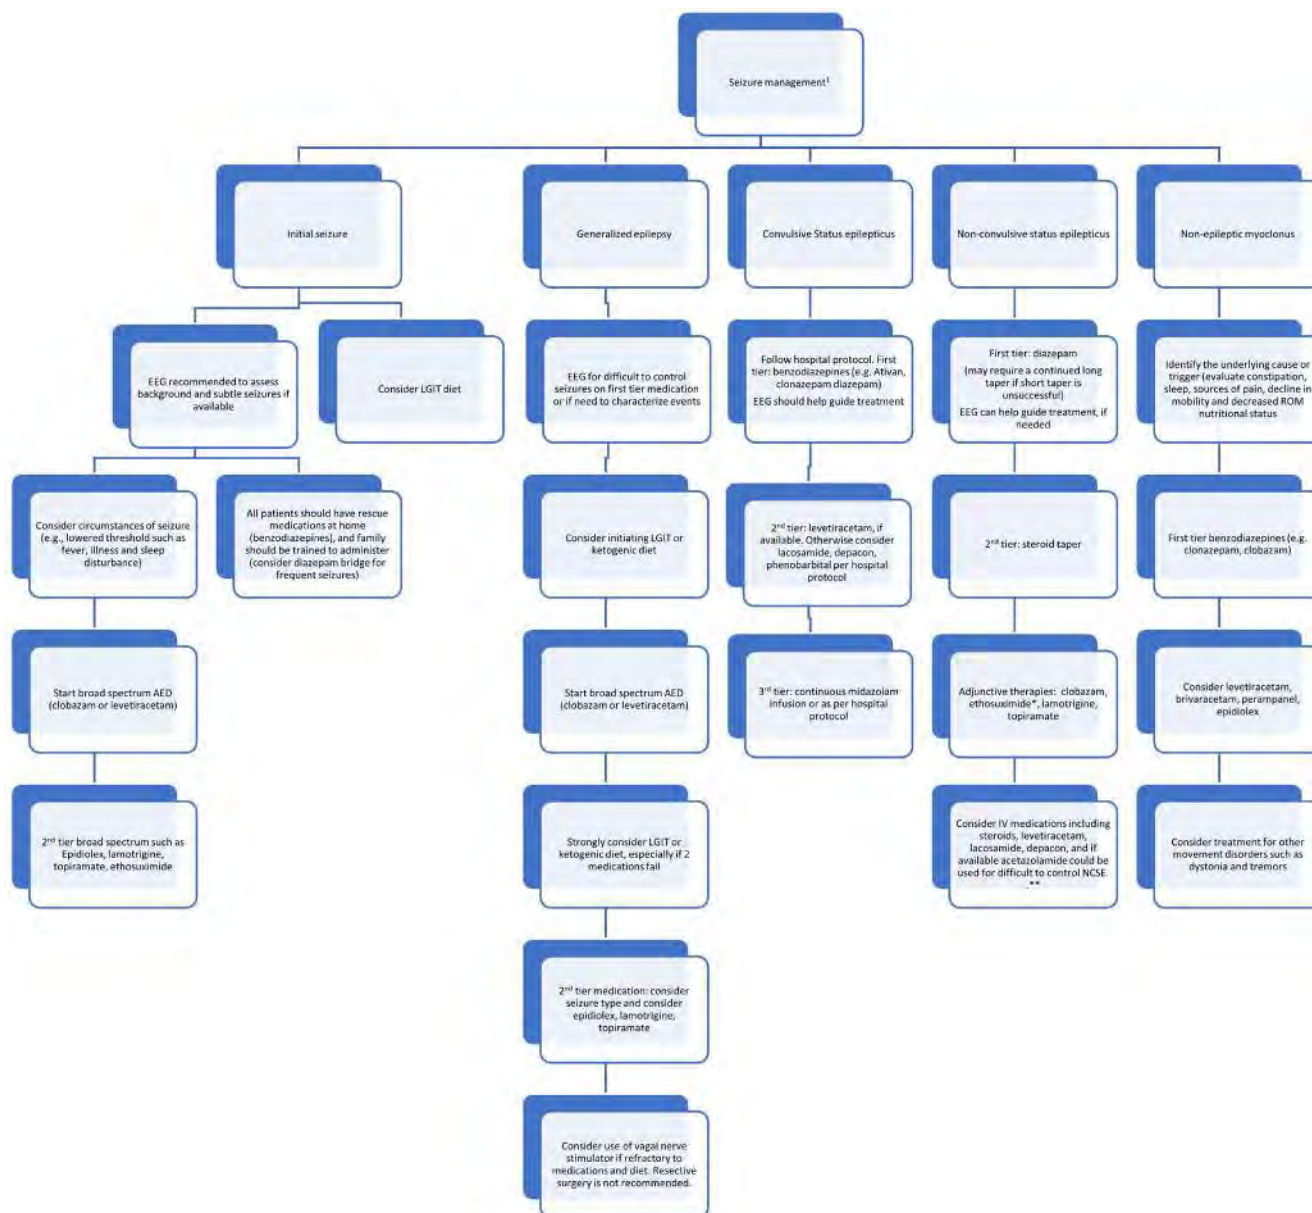 Seizure management¹
Initial seizure
Generalized epilepsy
Convulsive Status epilepticus
Non-convulsive status epilepticus
Non-epileptic myoclonus
EEG recommended to assess
background and subtle seizures if
available
Consider LGIT diet
EEG for difficult to control
seizures on first tier medication
or if need to characterize events
Follow hospital protocol. First
tier: benzodiazepines (e.g. Ativan,
clonazepam diazepam)
EEG should help guide treatment
First tier: diazepam
(may require a continued long
taper if short taper is
unsuccessful)
EEG can help guide treatment, if
needed
Identify the underlying cause or
trigger (evaluate constipation,
sleep, sources of pain, decline in
mobility and decreased ROM
nutritional status
Consider circumstances of seizure
(e.g., lowered threshold such as
fever, illness and sleep
disturbance)
All patients should have rescue
medications at home
(benzodiazepines), and family
should be trained to administer
(consider diazepam bridge for
frequent seizures)
Consider initiating LGIT or
ketogenic diet
2nd tier: levetiracetam, if
available. Otherwise consider
lacosamide, depacon,
phenobarbital per hospital
protocol
2nd tier: steroid taper
First tier benzodiazepines (e.g.
clonazepam, clobazam)
Start broad spectrum AED
(clobazam or levetiracetam)
Start broad spectrum AED
(clobazam or levetiracetam)
3rd tier: continuous midazolam
infusion or as per hospital
protocol
Adjunctive therapies: clobazam,
ethosuximide*, lamotrigine,
topiramate
Consider levetiracetam,
brivaracetam, perampanel,
epidiolex
2nd tier broad spectrum such as
Epidiolex, lamotrigine,
topiramate, ethosuximide
Strongly consider LGIT or
ketogenic diet, especially if 2
medications fail
Consider IV medications including
steroids, levetiracetam,
lacosamide, depacon, and if
available acetazolamide could be
used for difficult to control NCSE
.**
Consider treatment for other
movement disorders such as
dystonia and tremors
2nd tier medication: consider
seizure type and consider
epidiolex, lamotrigine,
topiramate
Consider use of vagal nerve
stimulator if refractory to
medications and diet. Resective
surgery is not recommended.